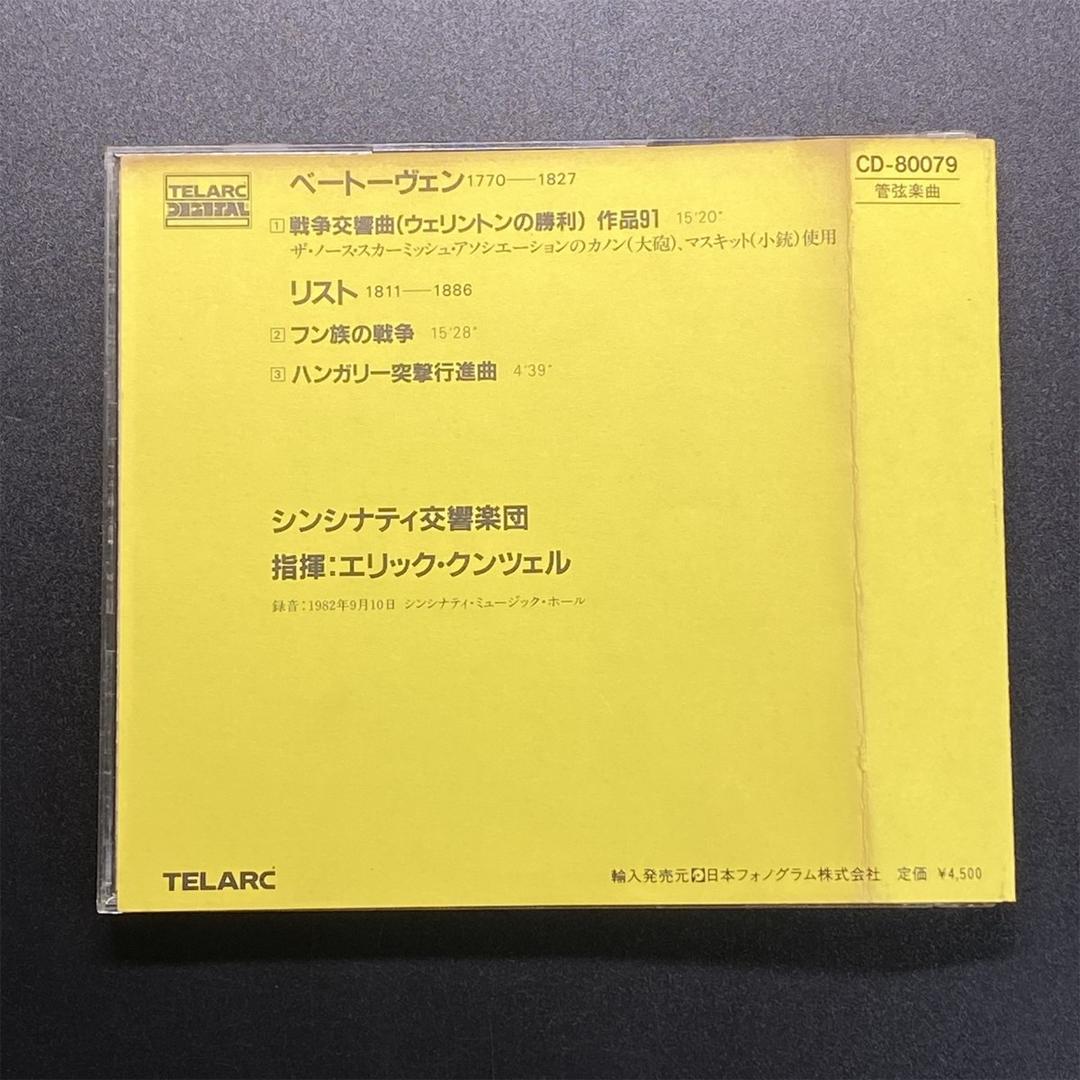 TELARC
DIGITAL
CD-80079
管弦楽曲
ベートーヴェン1770―1827
1 戦争交響曲(ウェリントンの勝利) 作品91 15'20"
ザ・ノース・スカーミッシュ・アソシエーションのカノン(大砲)、マスキット(小銃)使用
リスト 1811―1886
2 フン族の戦争 15'28"
3 ハンガリー突撃行進曲 4'39"
シンシナティ交響楽団
指揮:エリック・クンツェル
録音:1982年9月10日 シンシナティ・ミュージック・ホール
TELARC
輸入発売元 日本フォノグラム株式会社 定価 ¥4,500